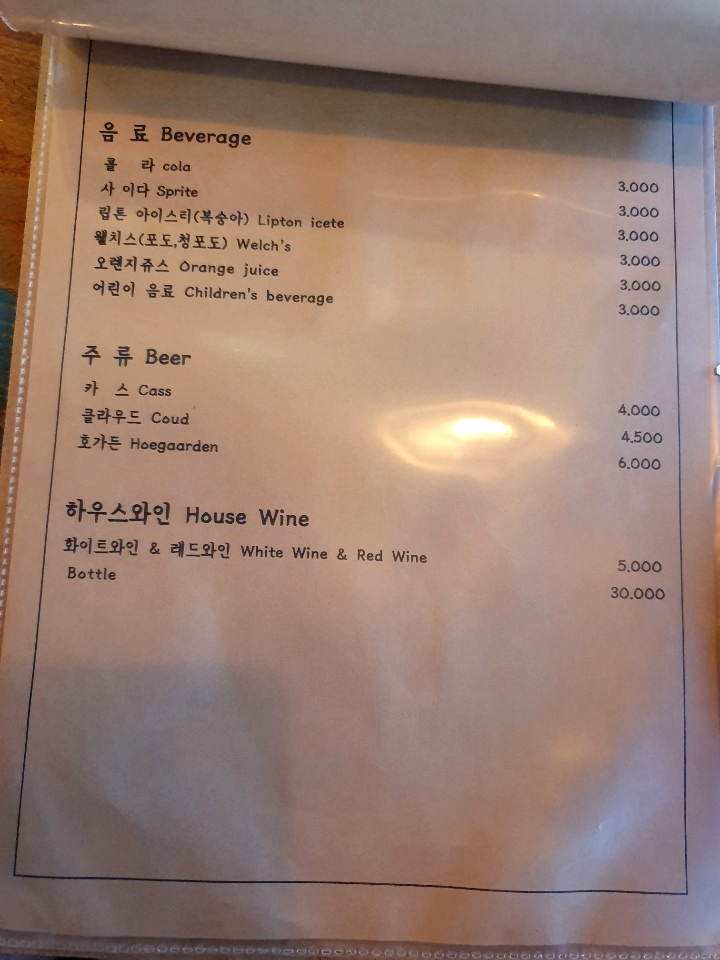 음 료 Beverage
콜 라 cola 3.000
사 이다 Sprite 3.000
립톤 아이스티(복숭아) Lipton icete 3.000
웰치스(포도,청포도) Welch's 3.000
오렌지쥬스 Orange juice 3.000
어린이 음료 Children's beverage 3.000
주 류 Beer
카 스 Cass 4.000
클라우드 Coud 4.500
호가든 Hoegaarden 6.000
하우스와인 House Wine
화이트와인 & 레드와인 White Wine & Red Wine 5.000
Bottle 30.000